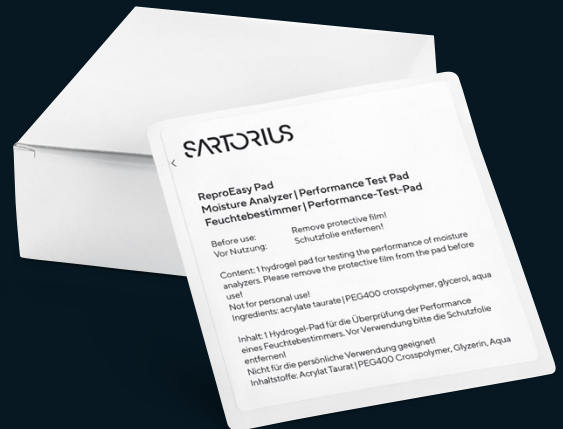 SARTORIUS
ReproEasy Pad
Moisture Analyzer | Performance Test Pad
Feuchtebestimmer | Performance-Test-Pad
Before use: Remove protective film!
Vor Nutzung: Schutzfolie entfernen!
Content: 1 hydrogel pad for testing the performance of moisture
analyzers. Please remove the protective film from the pad before
use!
Not for personal use!
Ingredients: acrylate taurate | PEG400 crosspolymer, glycerol, aqua
Inhalt: 1 Hydrogel-Pad für die Überprüfung der Performance
eines Feuchtebestimmers. Vor Verwendung bitte die Schutzfolie
entfernen!
Nicht für die persönliche Verwendung geeignet!
Inhaltstoffe: Acrylat Taurat | PEG400 Crosspolymer, Glyzerin, Aqua